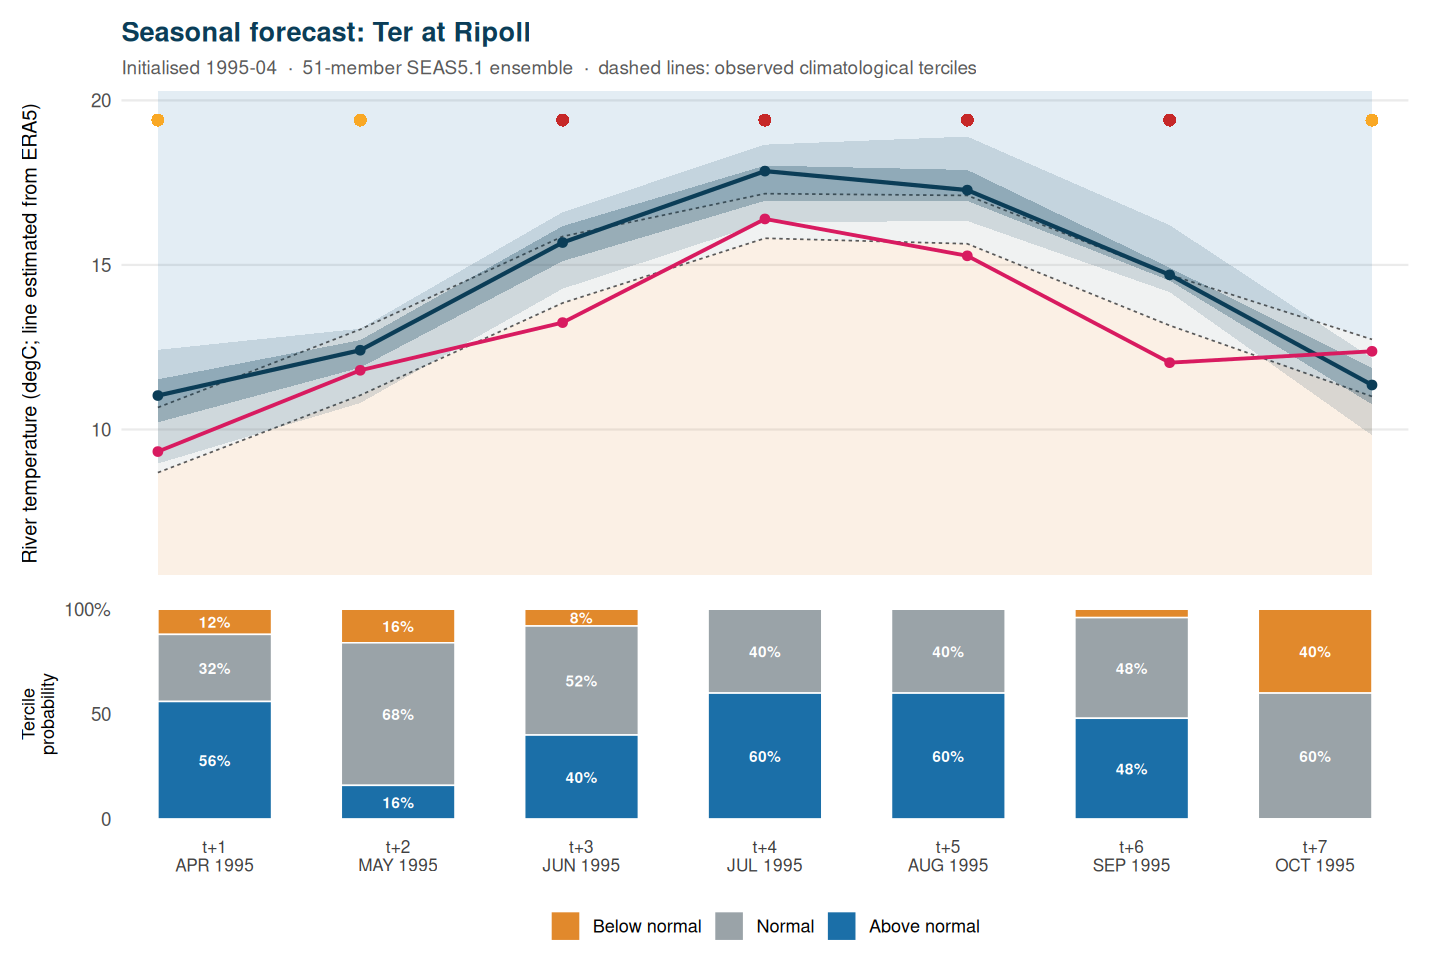 Seasonal forecast: Ter at Ripoll
Initialised 1995-04 · 51-member SEAS5.1 ensemble · dashed lines: observed climatological terciles
River temperature (degC; line estimated from ERA5)
20
15
10
Tercile
probability
100%
50
0
12%
32%
56%
16%
68%
16%
8%
52%
40%
40%
60%
40%
60%
48%
48%
40%
60%
t+1
APR 1995
t+2
MAY 1995
t+3
JUN 1995
t+4
JUL 1995
t+5
AUG 1995
t+6
SEP 1995
t+7
OCT 1995
Below normal
Normal
Above normal